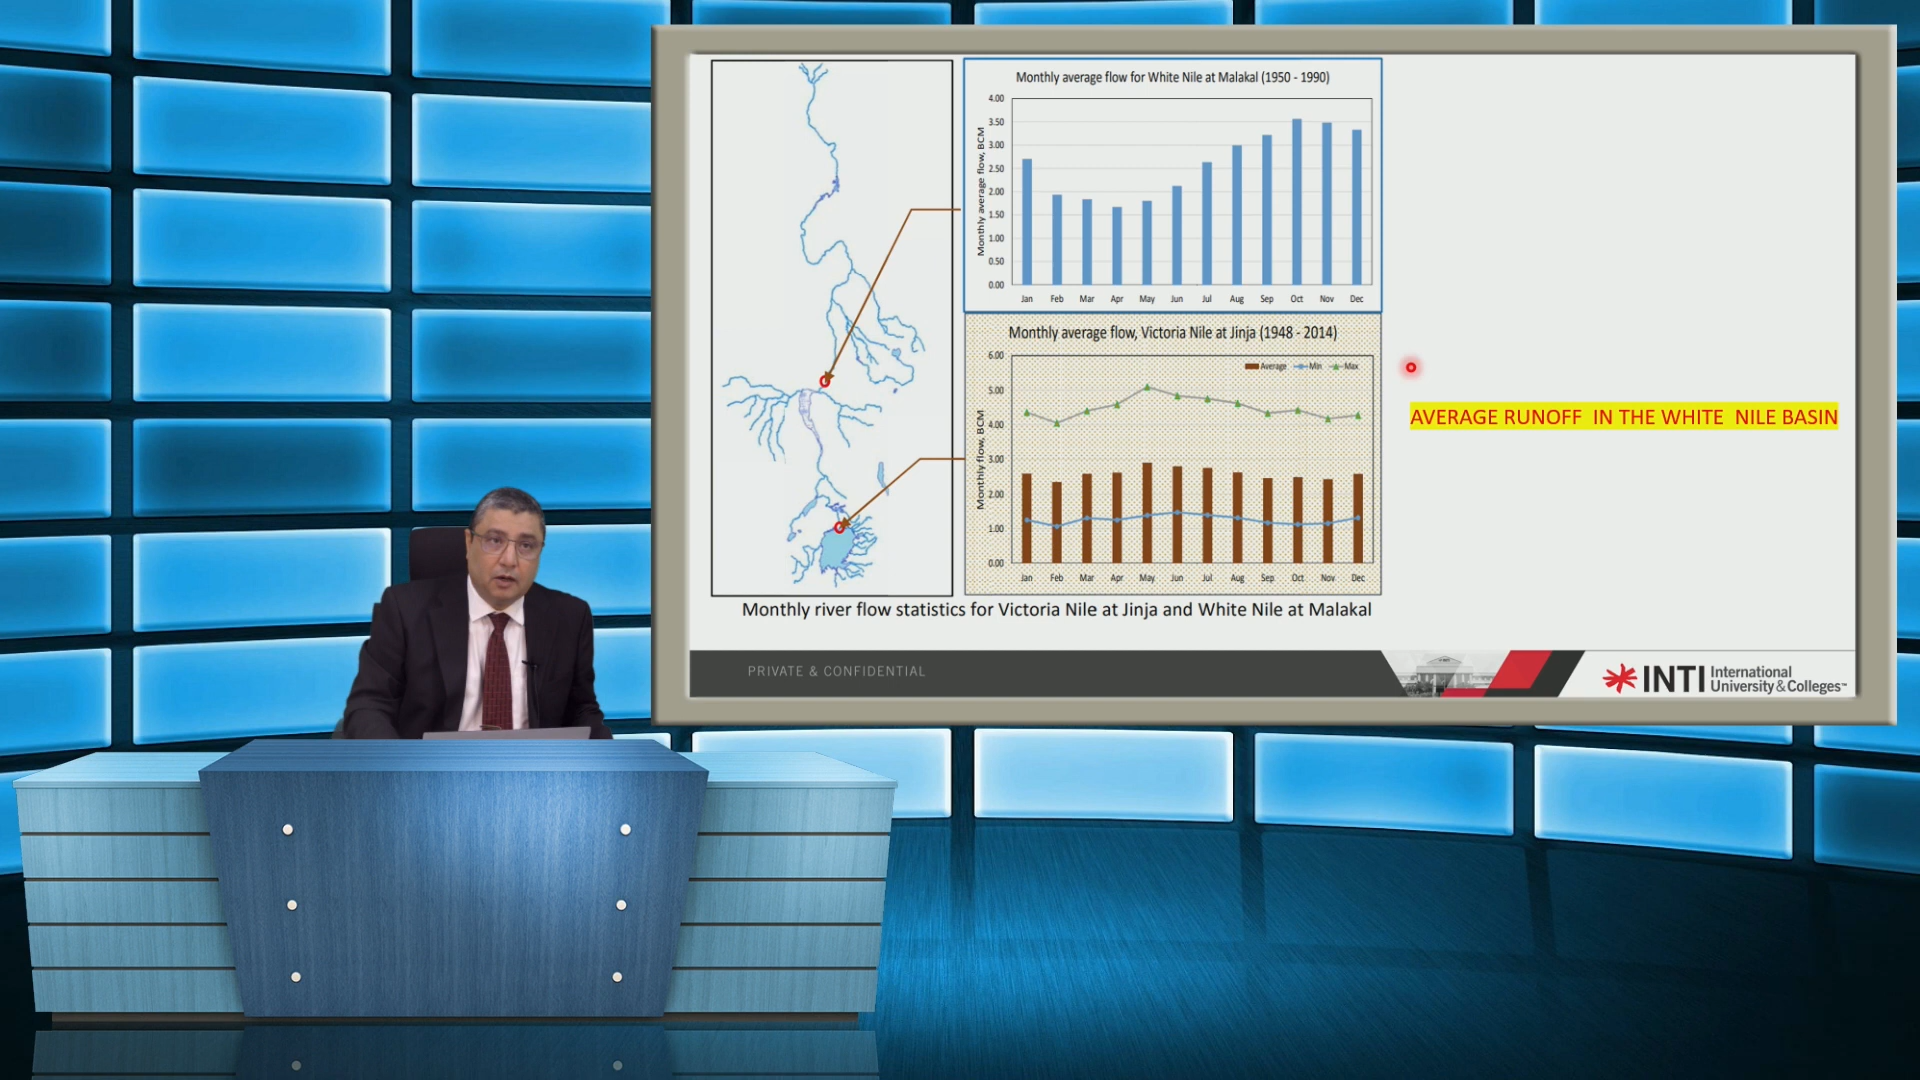 Monthly average flow for White Nile at Malakal (1950 - 1990)
Monthly average flow, BCM
4.00
3.50
3.00
2.50
2.00
1.50
1.00
0.50
0.00
Jan Feb Mar Apr May Jun Jul Aug Sep Oct Nov Dec
Monthly average flow, Victoria Nile at Jinja (1948 - 2014)
Average Min Max
Monthly flow, BCM
6.00
5.00
4.00
3.00
2.00
1.00
0.00
Jan Feb Mar Apr May Jun Jul Aug Sep Oct Nov Dec
AVERAGE RUNOFF IN THE WHITE NILE BASIN
Monthly river flow statistics for Victoria Nile at Jinja and White Nile at Malakal
PRIVATE & CONFIDENTIAL
INTI International
University & Colleges